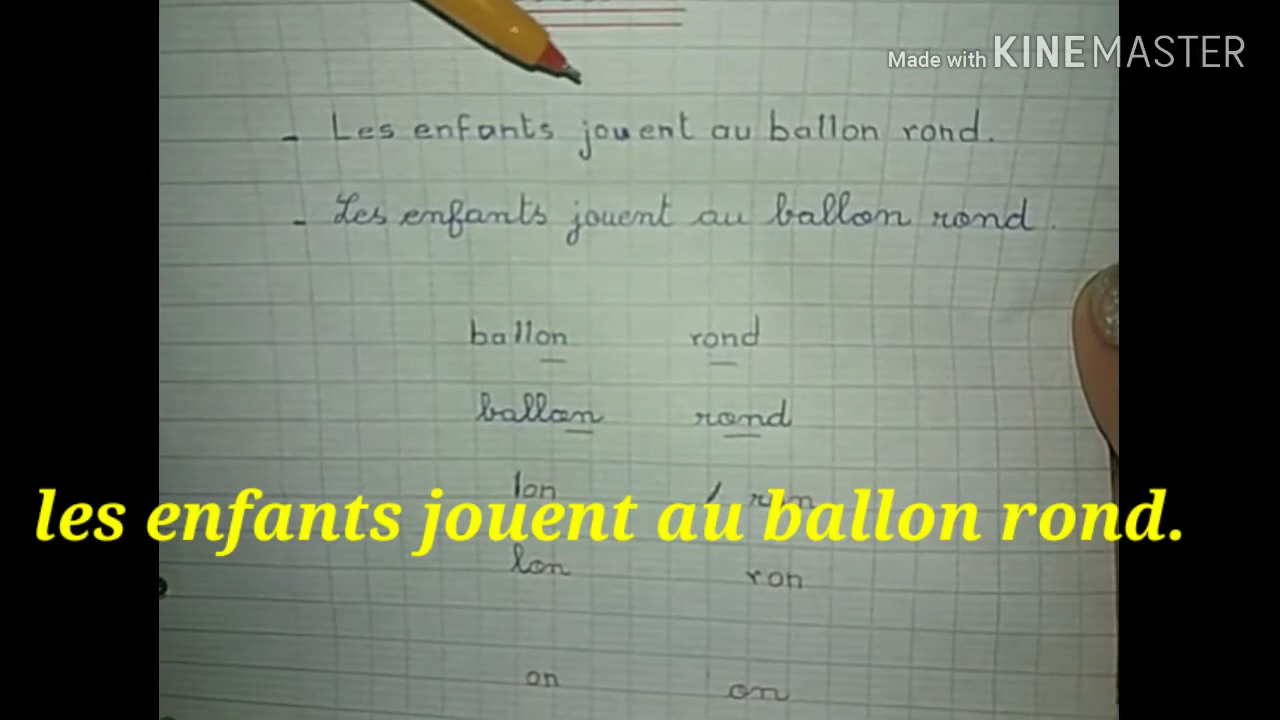 Made with KINEMASTER
- Les enfants jouent au ballon rond.
- Les enfants jouent au ballon rond.
ballon rond
ballon rond
lon / ron
les enfants jouent au ballon rond.
lon ron
on on